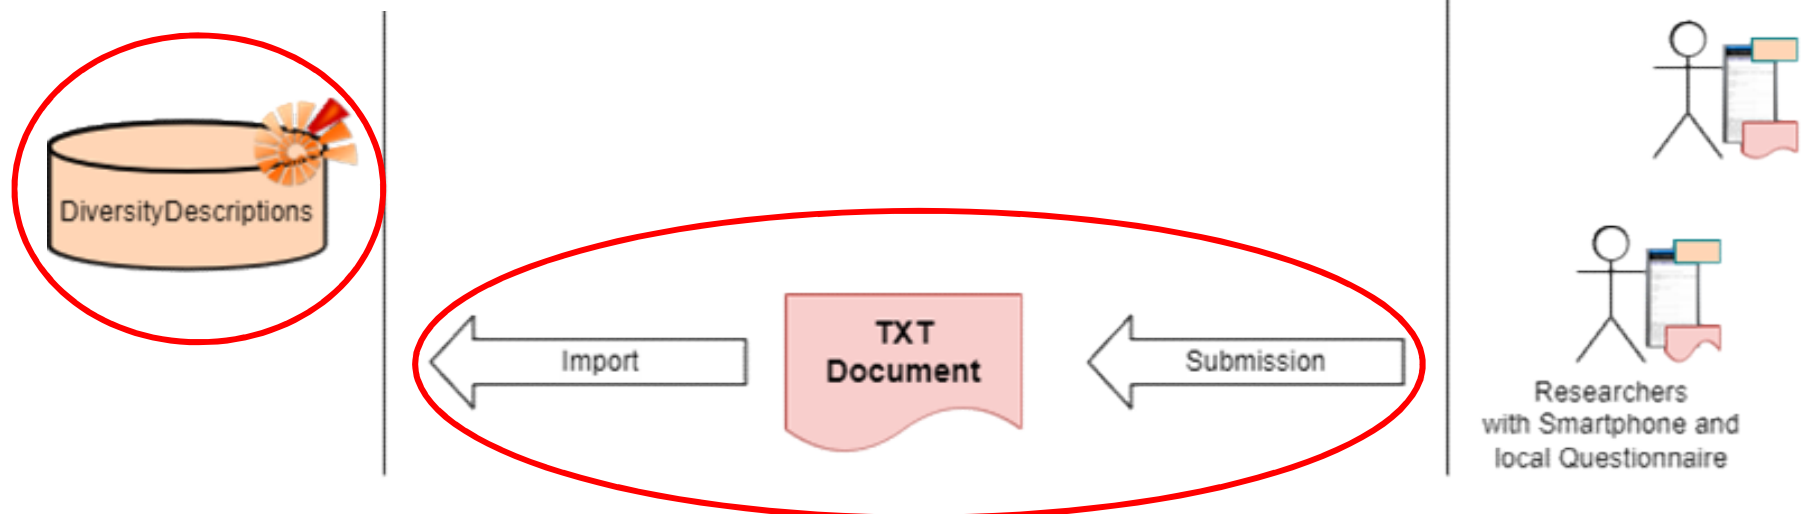 DiversityDescriptions
Import
TXT
Document
Submission
Researchers
with Smartphone and
local Questionnaire